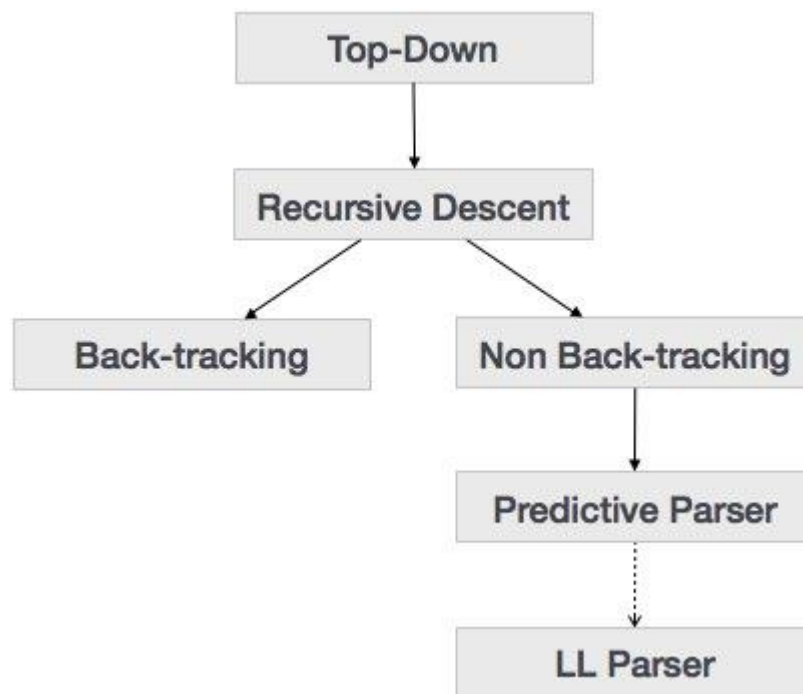 Top-Down
Recursive Descent
Back-tracking
Non Back-tracking
Predictive Parser
LL Parser